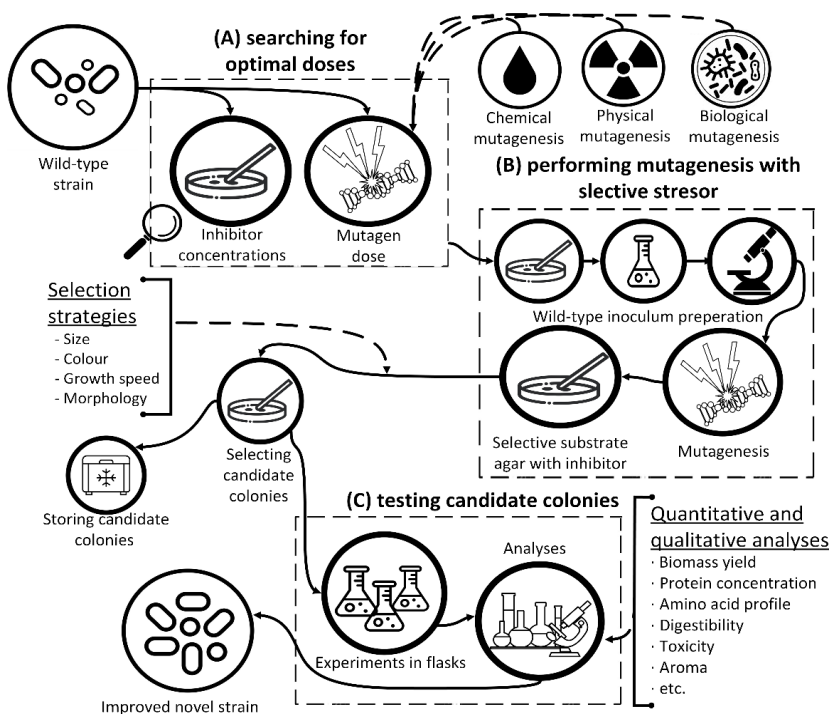 (A) searching for
optimal doses
Chemical
mutagenesis
Physical
mutagenesis
Biological
mutagenesis
Wild-type
strain
Inhibitor
concentrations
Mutagen
dose
(B) performing mutagenesis with
slective stresor
Wild-type inoculum preperation
Selection
strategies
- Size
- Colour
- Growth speed
- Morphology
Selective substrate
agar with inhibitor
Mutagenesis
Selecting
candidate
colonies
Storing candidate
colonies
(C) testing candidate colonies
Analyses
Experiments in flasks
Quantitative and
qualitative analyses
· Biomass yield
· Protein concentration
· Amino acid profile
· Digestibility
· Toxicity
· Aroma
· etc.
Improved novel strain